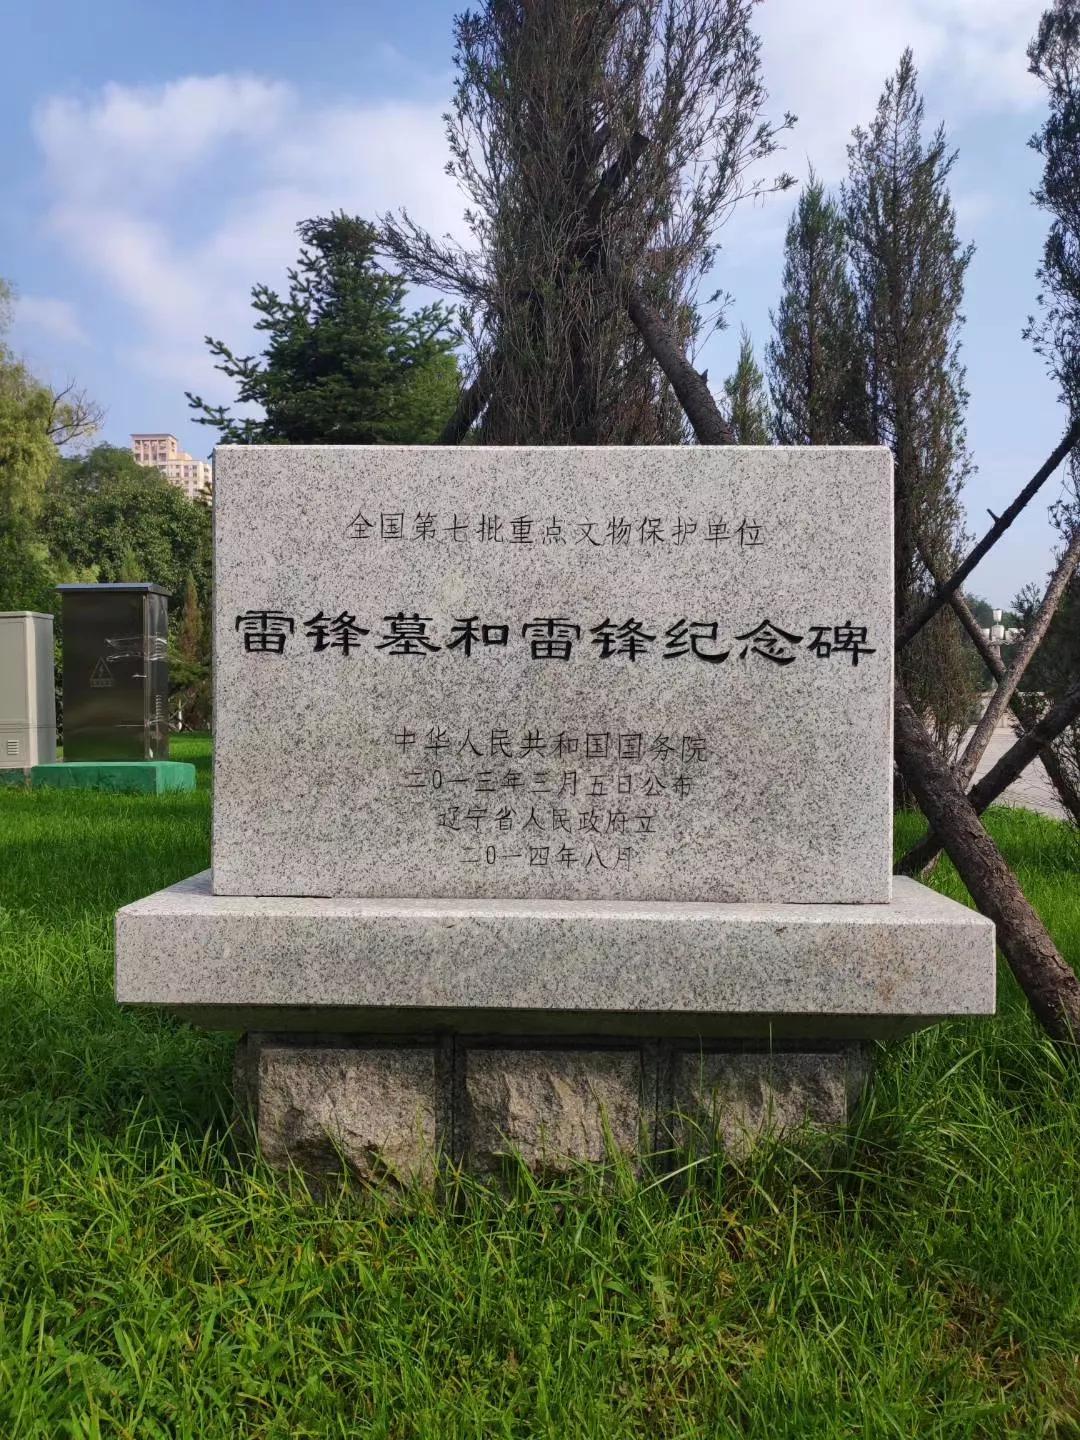 全国第七批重点文物保护单位
雷锋墓和雷锋纪念碑
中华人民共和国国务院
二〇一三年三月五日公布
辽宁省人民政府立
二〇一四年八月